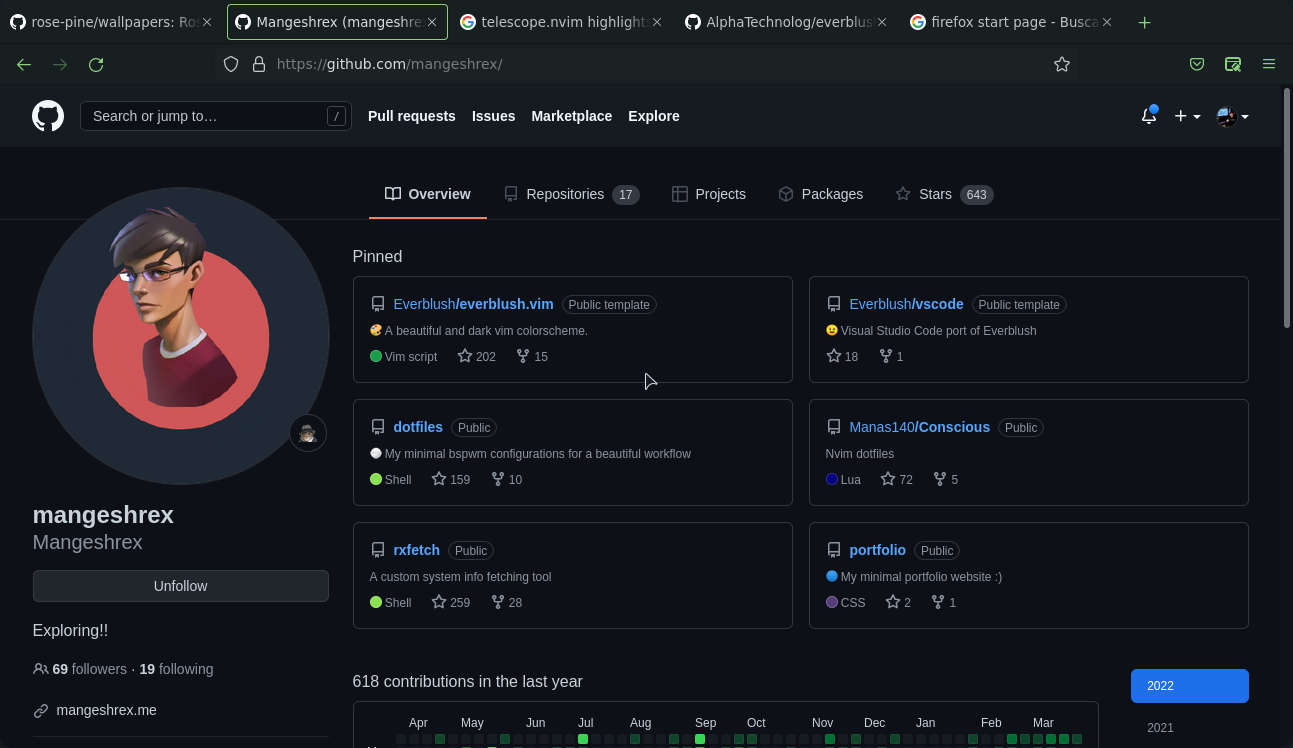 rose-pine/wallpapers: Ros
Mangeshrex (mangeshre
telescope.nvim highlights
AlphaTechnolog/everblus
firefox start page - Busca
https://github.com/mangeshrex/
Search or jump to… /
Pull requests Issues Marketplace Explore
Overview Repositories 17 Projects Packages Stars 643
Pinned
Everblush/everblush.vim Public template
A beautiful and dark vim colorscheme.
Vim script 202 15
Everblush/vscode Public template
Visual Studio Code port of Everblush
18 1
dotfiles Public
My minimal bspwm configurations for a beautiful workflow
Shell 159 10
Manas140/Conscious Public
Nvim dotfiles
Lua 72 5
rxfetch Public
A custom system info fetching tool
Shell 259 28
portfolio Public
My minimal portfolio website :)
CSS 2 1
mangeshrex
Mangeshrex
Unfollow
Exploring!!
69 followers · 19 following
mangeshrex.me
618 contributions in the last year
Apr May Jun Jul Aug Sep Oct Nov Dec Jan Feb Mar
2022
2021